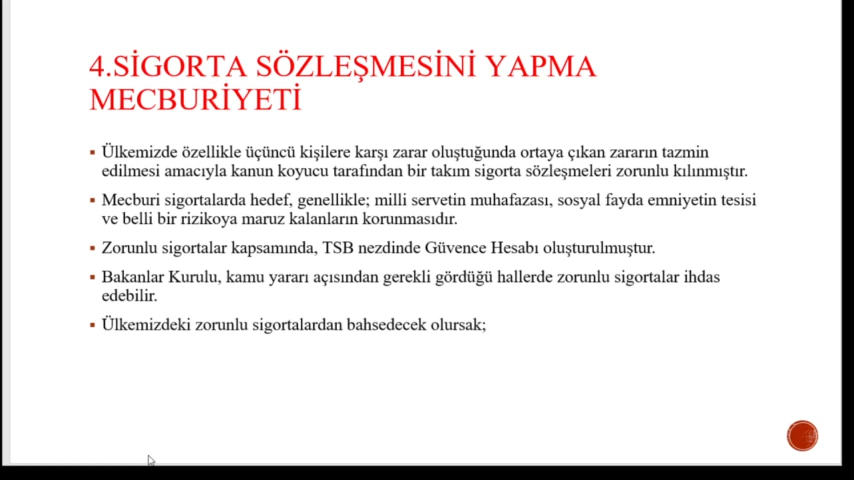 4.SİGORTA SÖZLEŞMESİNİ YAPMA
MECBURİYETİ
▪ Ülkemizde özellikle üçüncü kişilere karşı zarar oluştuğunda ortaya çıkan zararın tazmin
edilmesi amacıyla kanun koyucu tarafından bir takım sigorta sözleşmeleri zorunlu kılınmıştır.
▪ Mecburi sigortalarda hedef, genellikle; milli servetin muhafazası, sosyal fayda emniyetin tesisi
ve belli bir rizikoya maruz kalanların korunmasıdır.
▪ Zorunlu sigortalar kapsamında, TSB nezdinde Güvence Hesabı oluşturulmuştur.
▪ Bakanlar Kurulu, kamu yararı açısından gerekli gördüğü hallerde zorunlu sigortalar ihdas
edebilir.
▪ Ülkemizdeki zorunlu sigortalardan bahsedecek olursak;